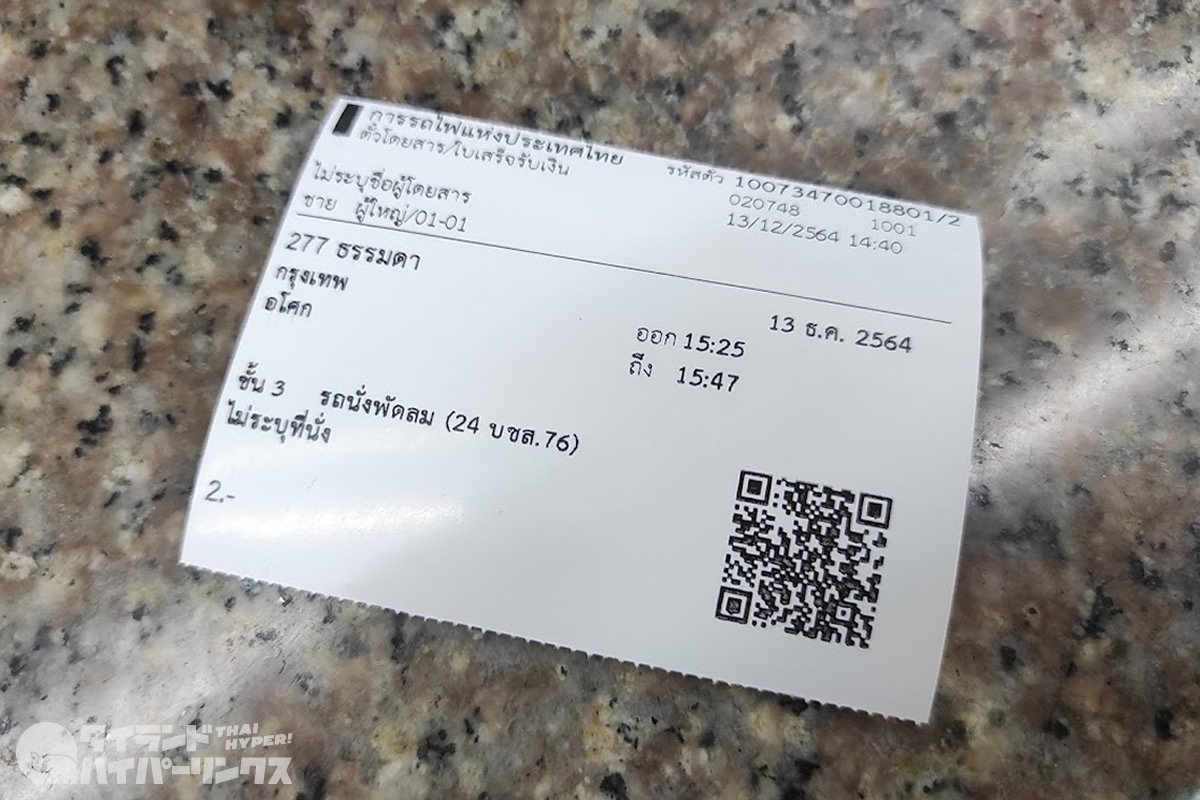 การรถไฟแห่งประเทศไทย
ตั๋วโดยสาร/ใบเสร็จรับเงิน
รหัสตั๋ว 10073470018801/2
020748 1001
13/12/2564 14:40
ไม่ระบุชื่อผู้โดยสาร
ชาย ผู้ใหญ่/01-01
277 ธรรมดา
13 ธ.ค. 2564
กรุงเทพ ออก 15:25
อโศก ถึง 15:47
ชั้น 3 รถนั่งพัดลม (24 บชส.76)
ไม่ระบุที่นั่ง
2.-
タイランド THAI HYPER!
ハイパーリンクス